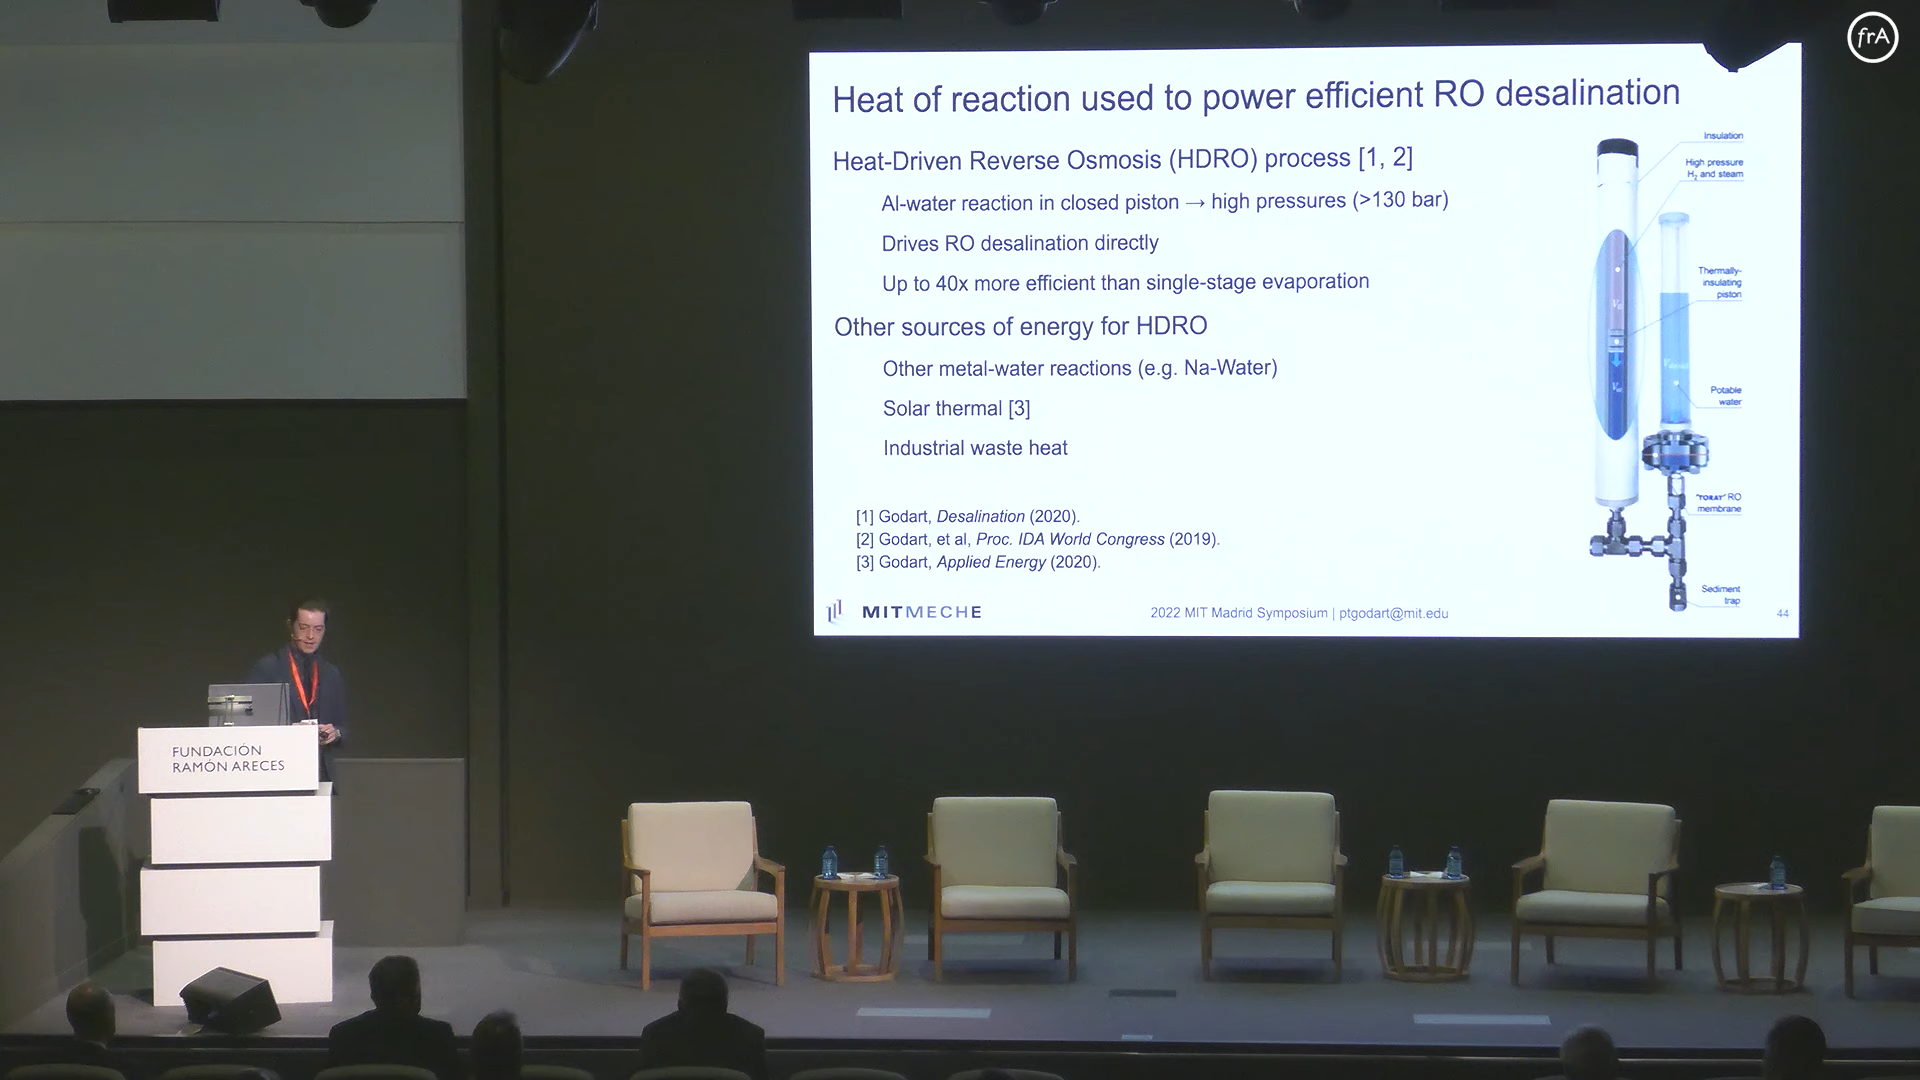 frA
Heat of reaction used to power efficient RO desalination
Heat-Driven Reverse Osmosis (HDRO) process [1, 2]
Al-water reaction in closed piston → high pressures (>130 bar)
Drives RO desalination directly
Up to 40x more efficient than single-stage evaporation
Other sources of energy for HDRO
Other metal-water reactions (e.g. Na-Water)
Solar thermal [3]
Industrial waste heat
[1] Godart, Desalination (2020).
[2] Godart, et al, Proc. IDA World Congress (2019).
[3] Godart, Applied Energy (2020).
Insulation
High pressure
H2 and steam
Thermally-
insulating
piston
Potable
water
"TORAY" RO
membrane
Sediment
trap
MITMECHE
2022 MIT Madrid Symposium | ptgodart@mit.edu
44
FUNDACIÓN
RAMÓN ARECES